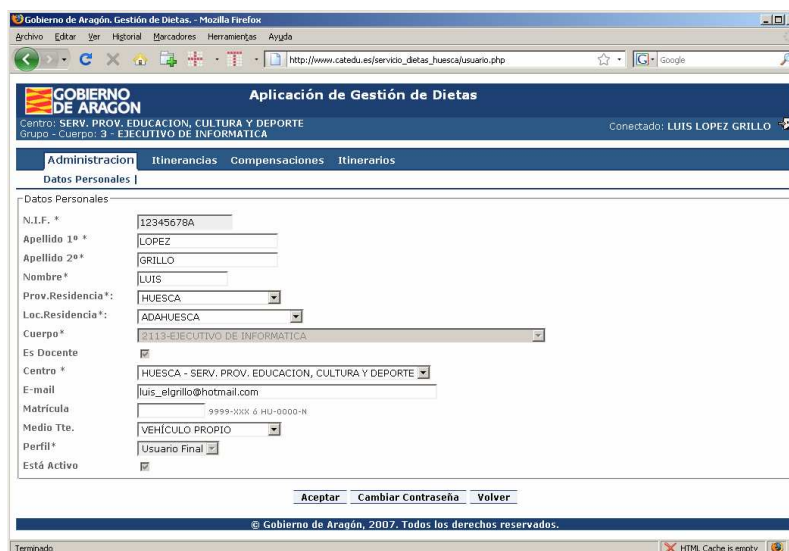 Gobierno de Aragón. Gestión de Dietas. - Mozilla Firefox
Archivo Editar Ver Historial Marcadores Herramientas Ayuda
http://www.catedu.es/servicio_dietas_huesca/usuario.php
G Google
GOBIERNO
DE ARAGON
Aplicación de Gestión de Dietas
Centro: SERV. PROV. EDUCACION, CULTURA Y DEPORTE
Grupo - Cuerpo: 3 - EJECUTIVO DE INFORMATICA
Conectado: LUIS LOPEZ GRILLO
Administracion Itinerancias Compensaciones Itinerarios
Datos Personales |
Datos Personales
N.I.F. * 12345678A
Apellido 1º * LOPEZ
Apellido 2º* GRILLO
Nombre* LUIS
Prov.Residencia*: HUESCA
Loc.Residencia*: ADAHUESCA
Cuerpo* 2113-EJECUTIVO DE INFORMATICA
Es Docente
Centro * HUESCA - SERV. PROV. EDUCACION, CULTURA Y DEPORTE
E-mail luis_elgrillo@hotmail.com
Matrícula 9999-XXX ó HU-0000-N
Medio Tte. VEHÍCULO PROPIO
Perfil* Usuario Final
Está Activo
Aceptar Cambiar Contraseña Volver
© Gobierno de Aragón, 2007. Todos los derechos reservados.
Terminado HTML Cache is empty